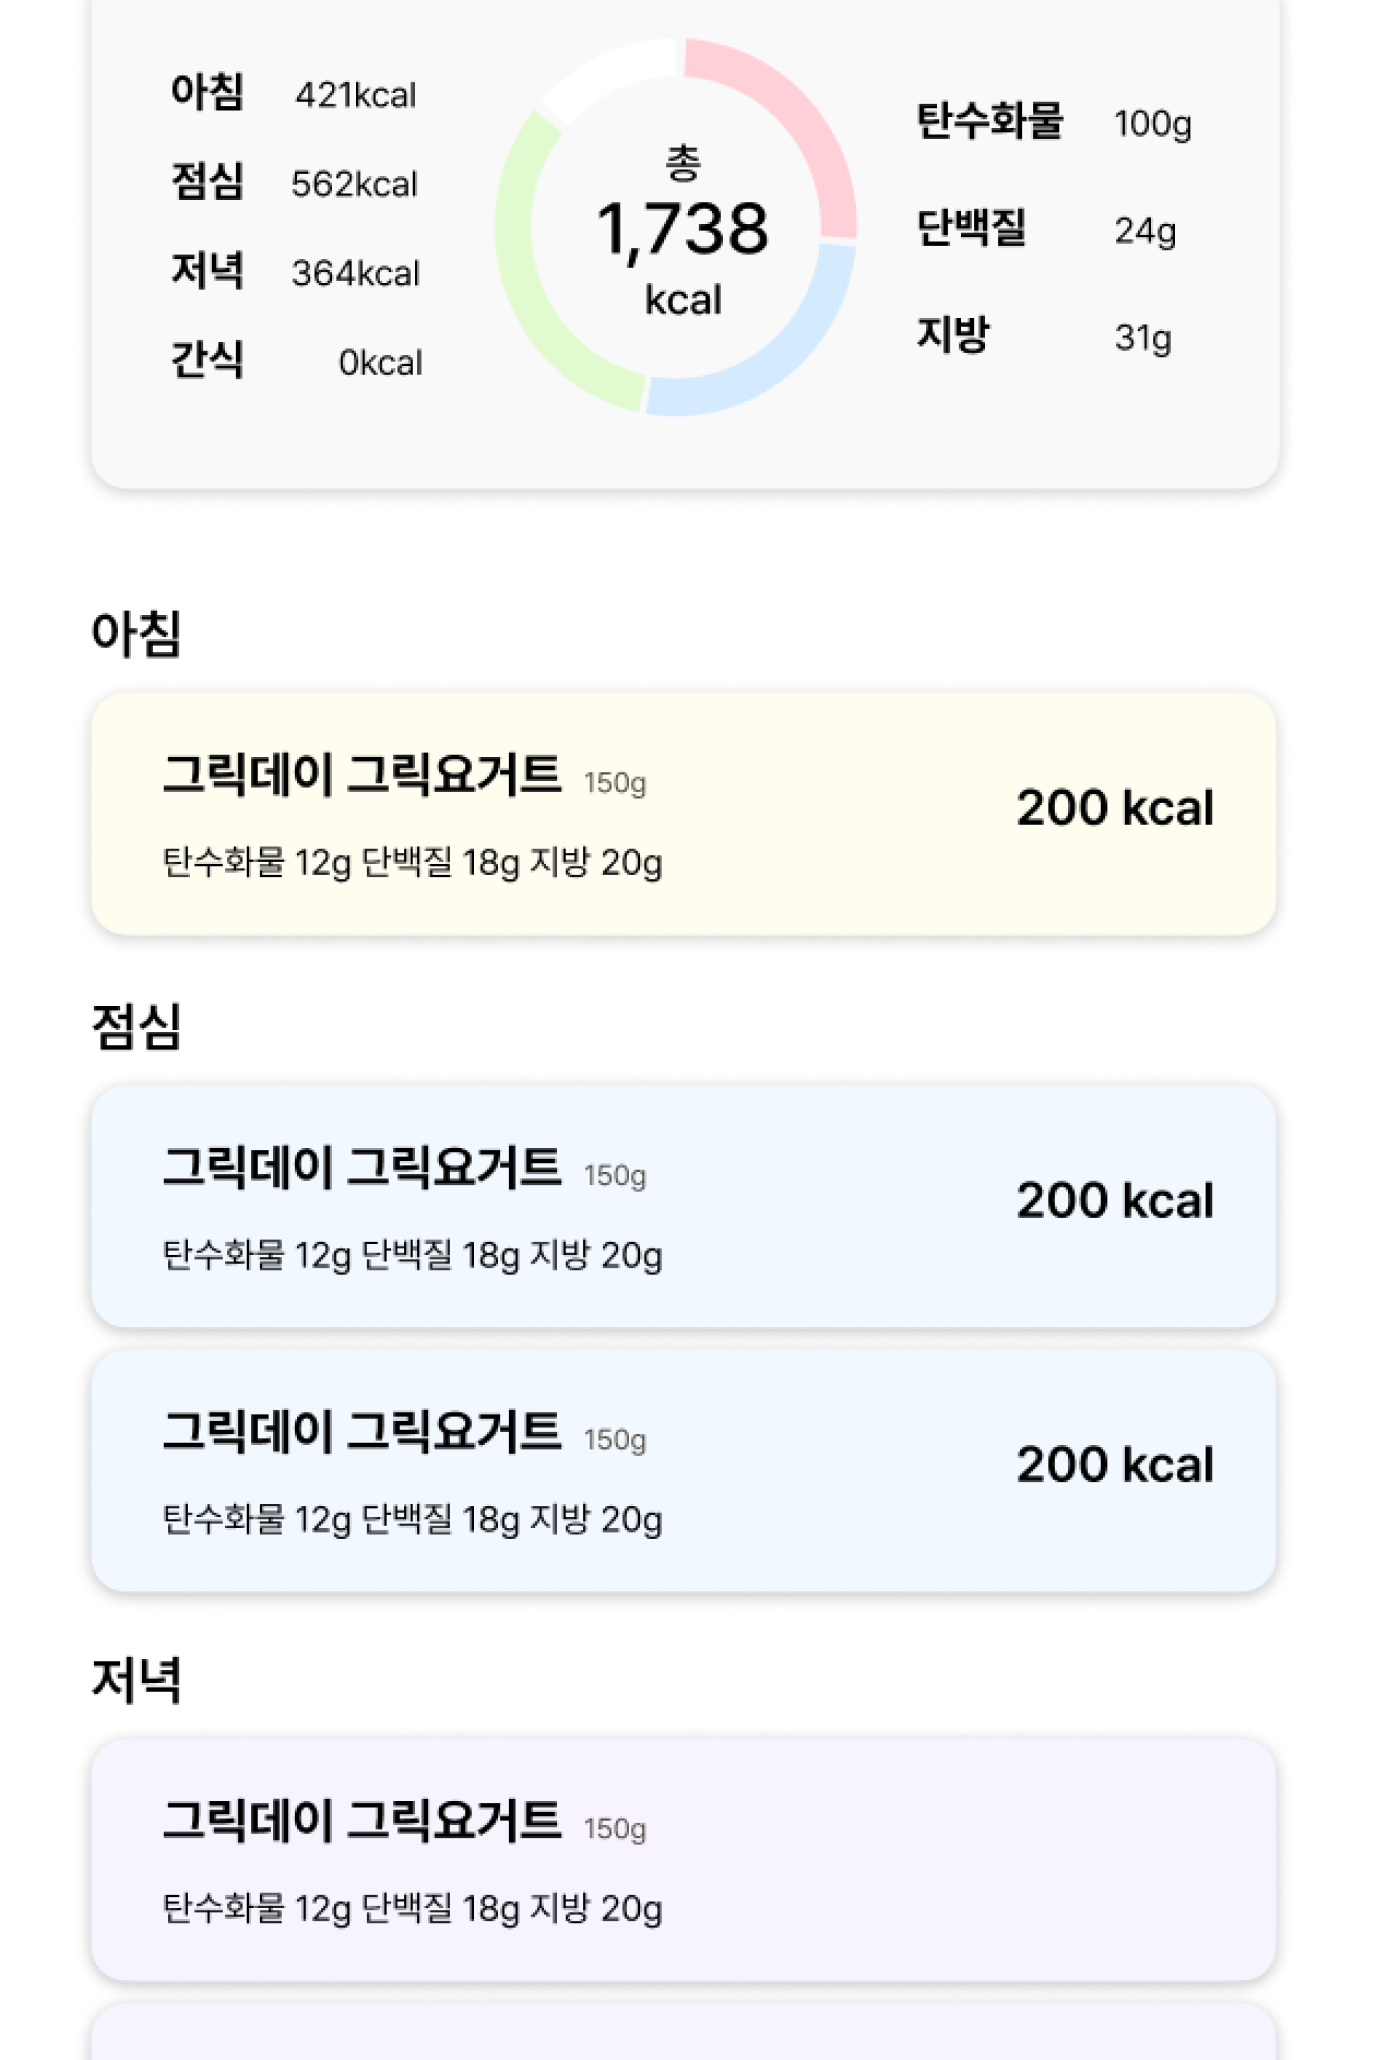 아침 421kcal
점심 562kcal
저녁 364kcal
간식 0kcal
총
1,738
kcal
탄수화물 100g
단백질 24g
지방 31g
아침
그릭데이 그릭요거트 150g
탄수화물 12g 단백질 18g 지방 20g
200 kcal
점심
그릭데이 그릭요거트 150g
탄수화물 12g 단백질 18g 지방 20g
200 kcal
그릭데이 그릭요거트 150g
탄수화물 12g 단백질 18g 지방 20g
200 kcal
저녁
그릭데이 그릭요거트 150g
탄수화물 12g 단백질 18g 지방 20g